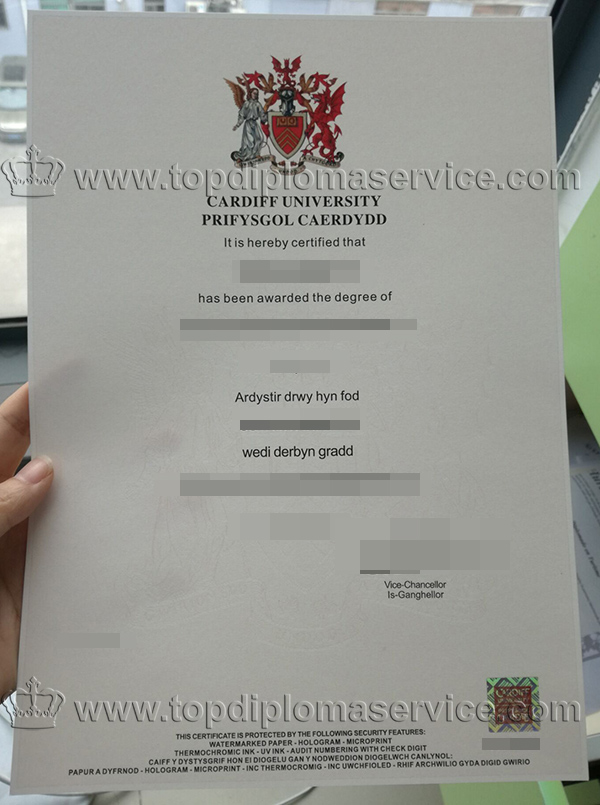 www.topdiplomaservice.com
CARDIFF UNIVERSITY
PRIFYSGOL CAERDYDD
It is hereby certified that
has been awarded the degree of
Ardystir drwy hyn fod
wedi derbyn gradd
Vice-Chancellor
Is-Ganghellor
CARDIFF
www.topdiplomaservice.com
THIS CERTIFICATE IS PROTECTED BY THE FOLLOWING SECURITY FEATURES:
WATERMARKED PAPER - HOLOGRAM - MICROPRINT
THERMOCHROMIC INK - UV INK - AUDIT NUMBERING WITH CHECK DIGIT
CAIFF Y DYSTYSGRIF HON EI DIOGELU GAN Y NODWEDDION DIOGELWCH CANLYNOL:
PAPUR A DYFRNOD - HOLOGRAM - MICROPRINT - INC THERMOCROMIG - INC UWCHFIOLED - RHIF ARCHWILIO GYDA DIGID GWIRIO